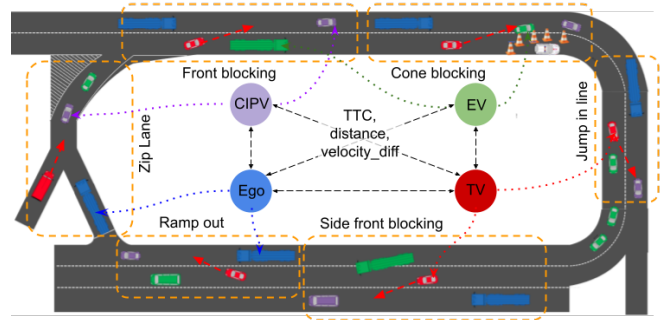 Front blocking
Cone blocking
CIPV
EV
TTC,
distance,
velocity_diff
Zip Lane
Jump in line
Ego
TV
Ramp out
Side front blocking